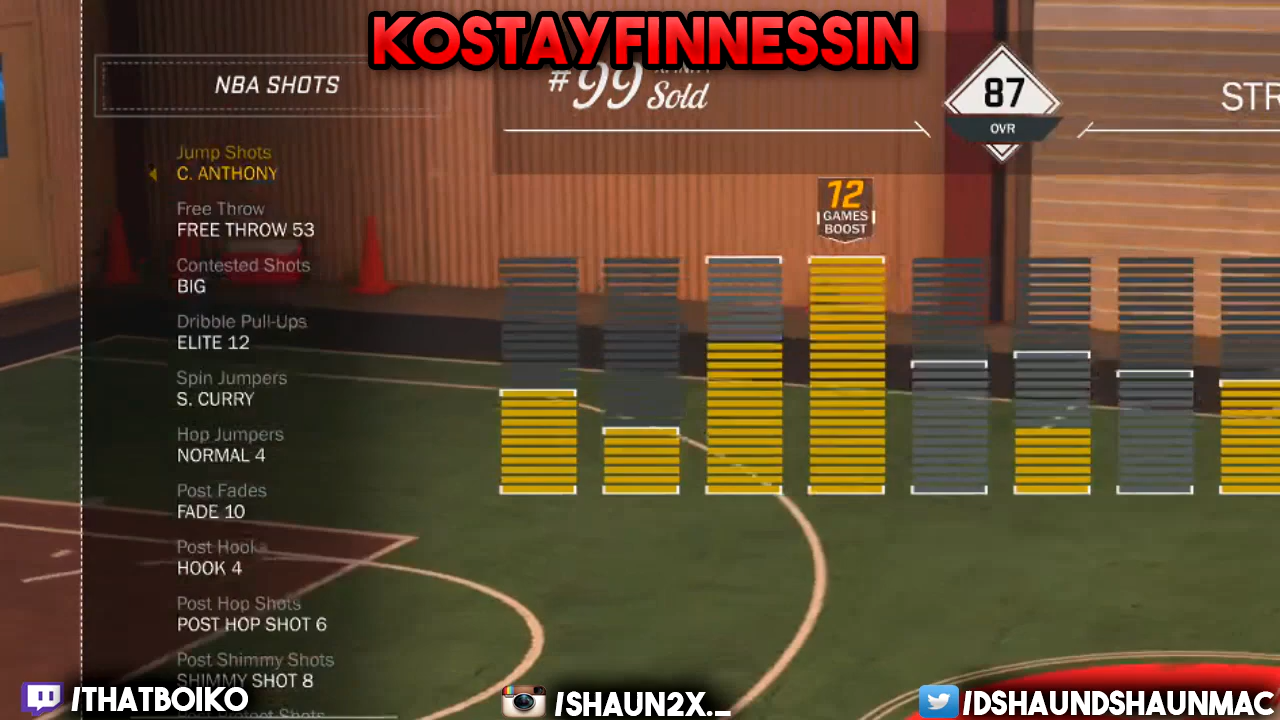 KOSTAYFINNESSIN
NBA SHOTS
#99 Sold
87
OVR
STR
Jump Shots
C. ANTHONY
Free Throw
FREE THROW 53
Contested Shots
BIG
Dribble Pull-Ups
ELITE 12
Spin Jumpers
S. CURRY
Hop Jumpers
NORMAL 4
Post Fades
FADE 10
Post Hooks
HOOK 4
Post Hop Shots
POST HOP SHOT 6
Post Shimmy Shots
SHIMMY SHOT 8
12
GAMES
BOOST
/THATBOIKO
/SHAUN2X._
/DSHAUNDSHAUNMAC